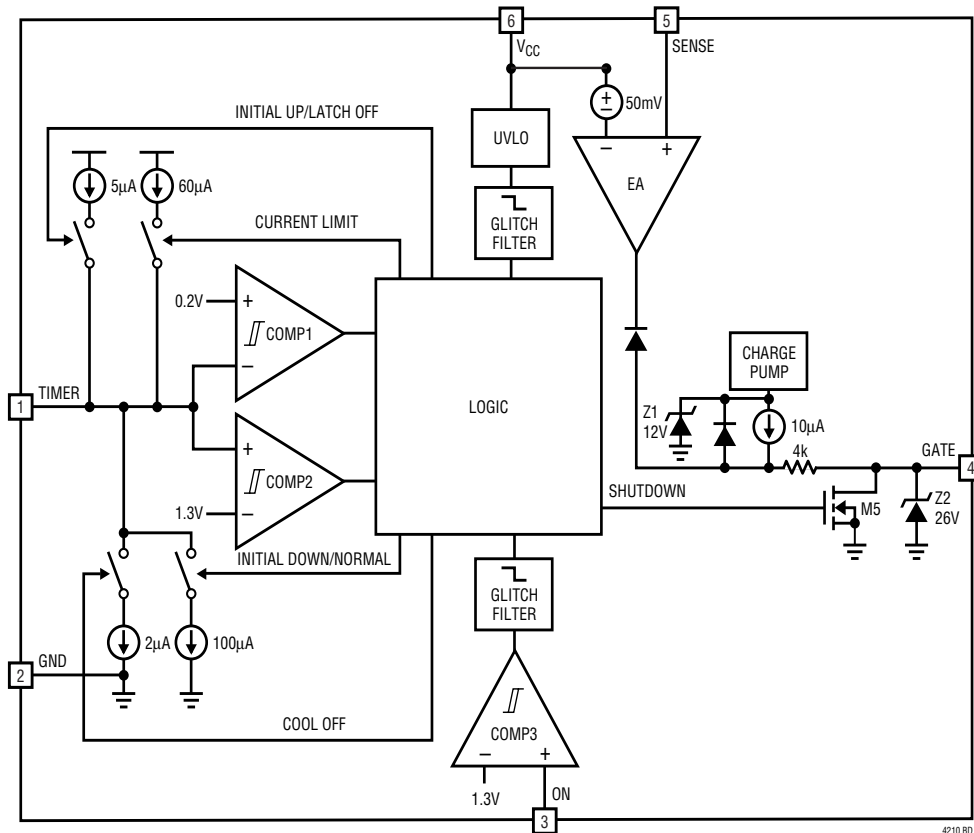 6
5
VCC
SENSE
+
−
50mV
INITIAL UP/LATCH OFF
UVLO
−
+
EA
5µA
60µA
GLITCH
FILTER
CURRENT LIMIT
0.2V
+
COMP1
−
CHARGE
PUMP
1
TIMER
LOGIC
Z1
12V
10µA
4k
GATE
4
+
COMP2
−
1.3V
SHUTDOWN
M5
Z2
26V
INITIAL DOWN/NORMAL
GLITCH
FILTER
2µA
100µA
2
GND
COOL OFF
COMP3
−
+
1.3V
ON
3
4210 BD